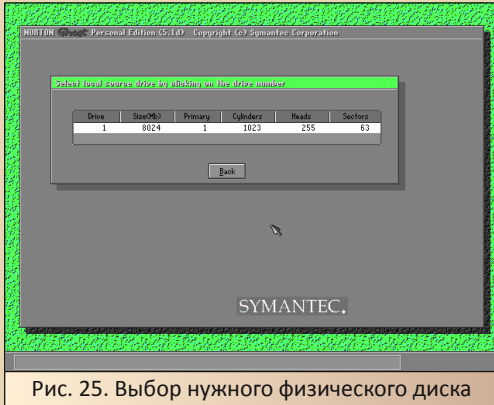 NORTON Ghost Personal Edition (5.1d) Copyright (c) Symantec Corporation
Select local source drive by clicking on the drive number
Drive Size(Mb) Primary Cylinders Heads Sectors
1 8024 1 1023 255 63
Back
SYMANTEC.
Рис. 25. Выбор нужного физического диска